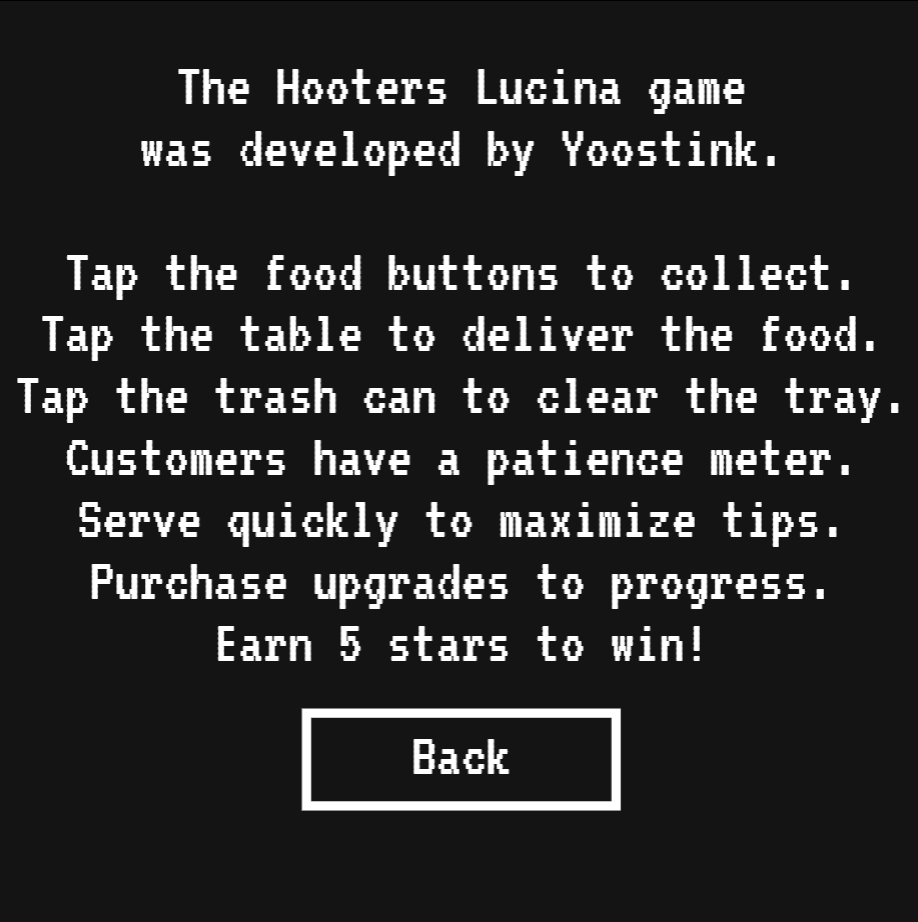 The Hooters Lucina game
was developed by Yoostink.
Tap the food buttons to collect.
Tap the table to deliver the food.
Tap the trash can to clear the tray.
Customers have a patience meter.
Serve quickly to maximize tips.
Purchase upgrades to progress.
Earn 5 stars to win!
Back